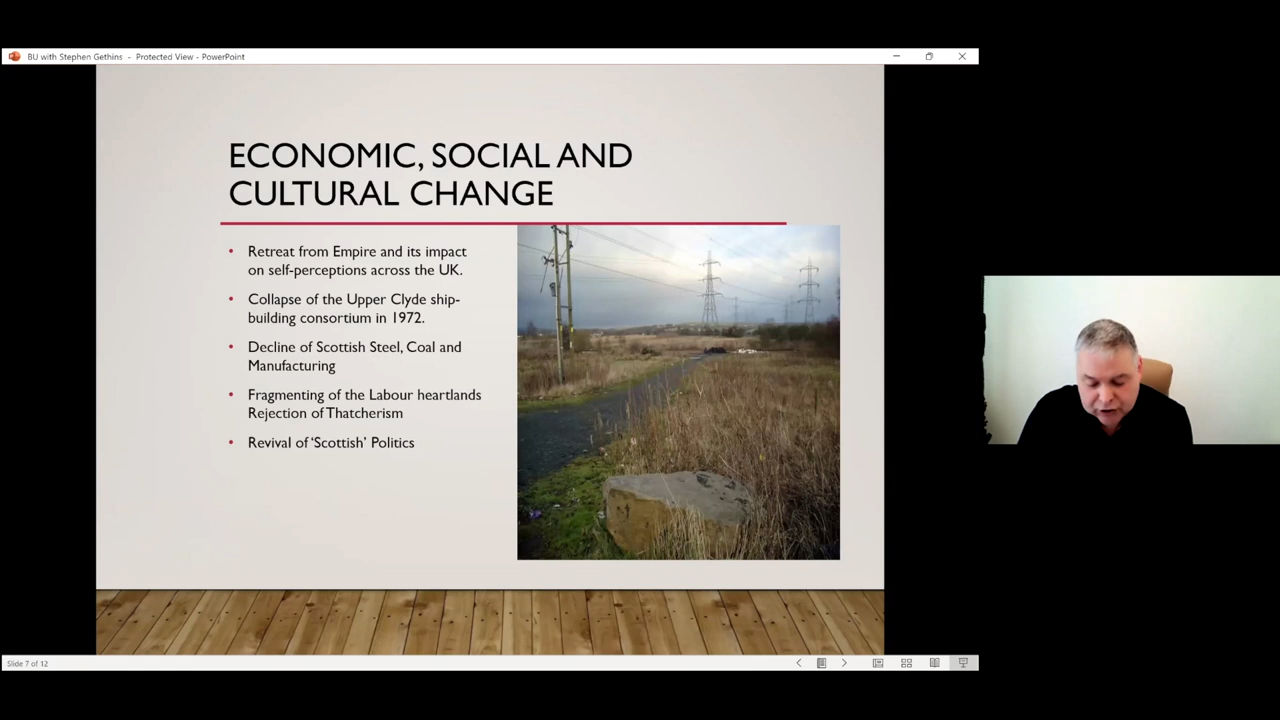 BU with Stephen Gethins - Protected View - PowerPoint
ECONOMIC, SOCIAL AND
CULTURAL CHANGE
• Retreat from Empire and its impact
on self-perceptions across the UK.
• Collapse of the Upper Clyde ship-
building consortium in 1972.
• Decline of Scottish Steel, Coal and
Manufacturing
• Fragmenting of the Labour heartlands
Rejection of Thatcherism
• Revival of ‘Scottish’ Politics
Slide 7 of 12